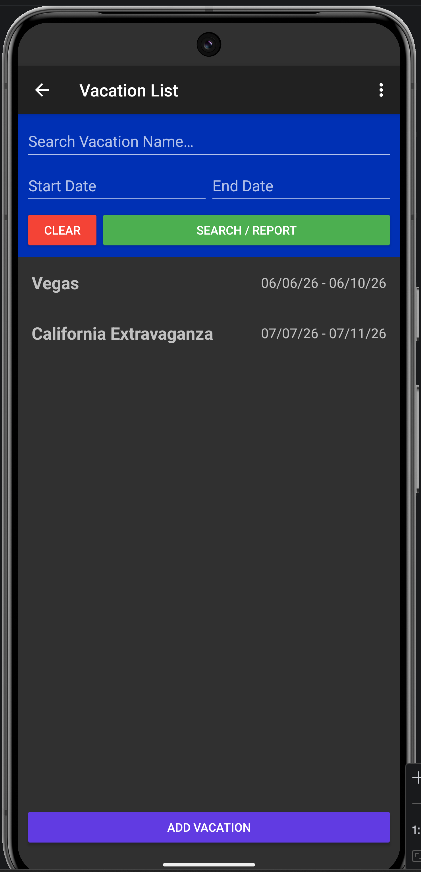 Vacation List
Search Vacation Name...
Start Date End Date
CLEAR SEARCH / REPORT
Vegas 06/06/26 - 06/10/26
California Extravaganza 07/07/26 - 07/11/26
ADD VACATION
1: